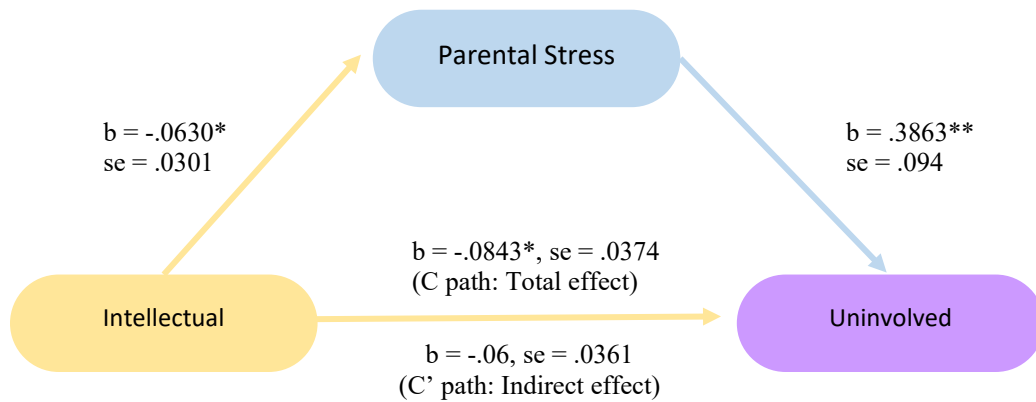 Parental Stress
b = -.0630*
se = .0301
b = .3863**
se = .094
b = -.0843*, se = .0374
(C path: Total effect)
Intellectual
Uninvolved
b = -.06, se = .0361
(C’ path: Indirect effect)